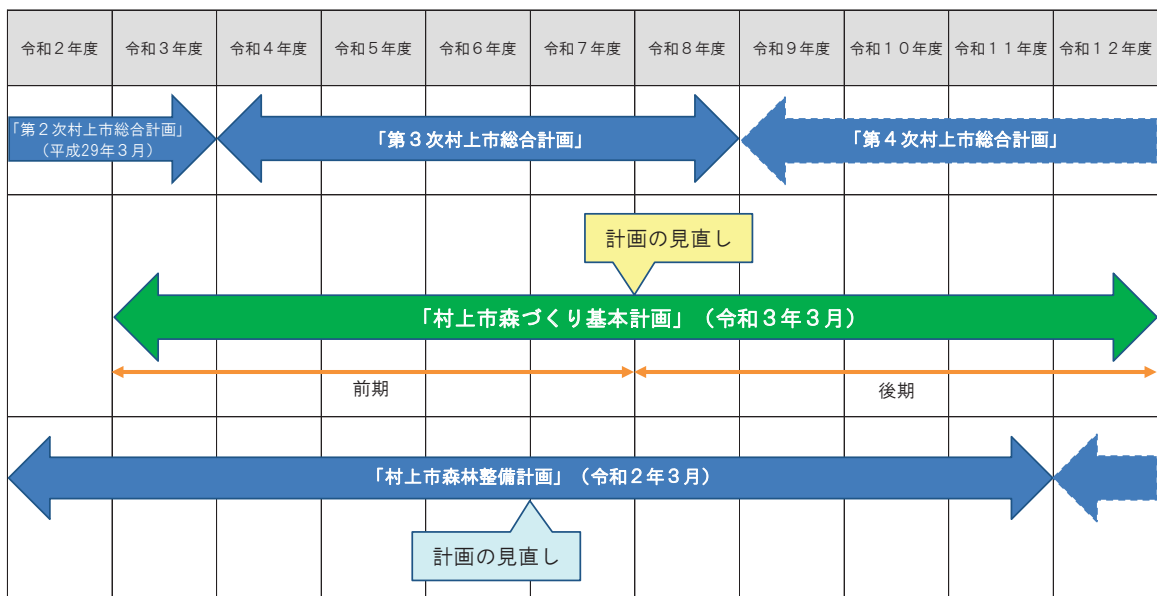 令和２年度
令和３年度
令和４年度
令和５年度
令和６年度
令和７年度
令和８年度
令和９年度
令和１０年度
令和１１年度
令和１２年度
「第２次村上市総合計画」
（平成29年３月）
「第３次村上市総合計画」
「第４次村上市総合計画」
計画の見直し
「村上市森づくり基本計画」（令和３年３月）
前期
後期
「村上市森林整備計画」（令和２年３月）
計画の見直し